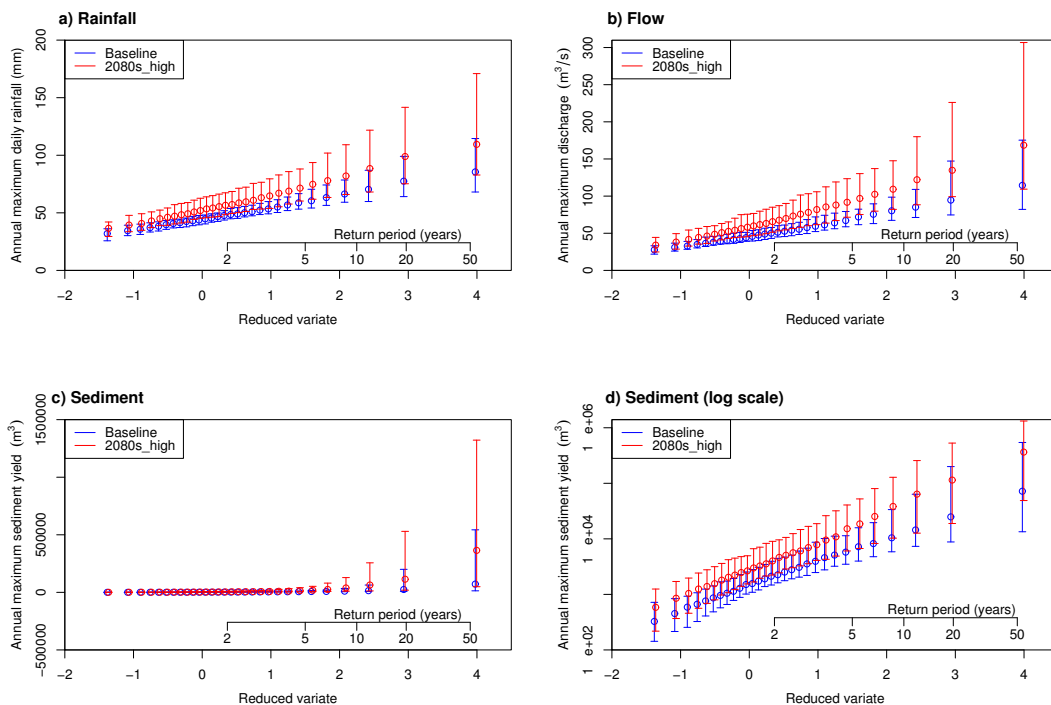 a) Rainfall
Annual maximum daily rainfall (mm)
0 50 100 150 200
Baseline
2080s_high
Return period (years)
2 5 10 20 50
−2 −1 0 1 2 3 4
Reduced variate
b) Flow
Annual maximum discharge (m³/s)
0 50 100 150 200 250 300
Baseline
2080s_high
Return period (years)
2 5 10 20 50
−2 −1 0 1 2 3 4
Reduced variate
c) Sediment
Annual maximum sediment yield (m³)
−500000 0 500000 1500000
Baseline
2080s_high
Return period (years)
2 5 10 20 50
−2 −1 0 1 2 3 4
Reduced variate
d) Sediment (log scale)
Annual maximum sediment yield (m³)
1 e+02 e+04 e+06
Baseline
2080s_high
Return period (years)
2 5 10 20 50
−2 −1 0 1 2 3 4
Reduced variate